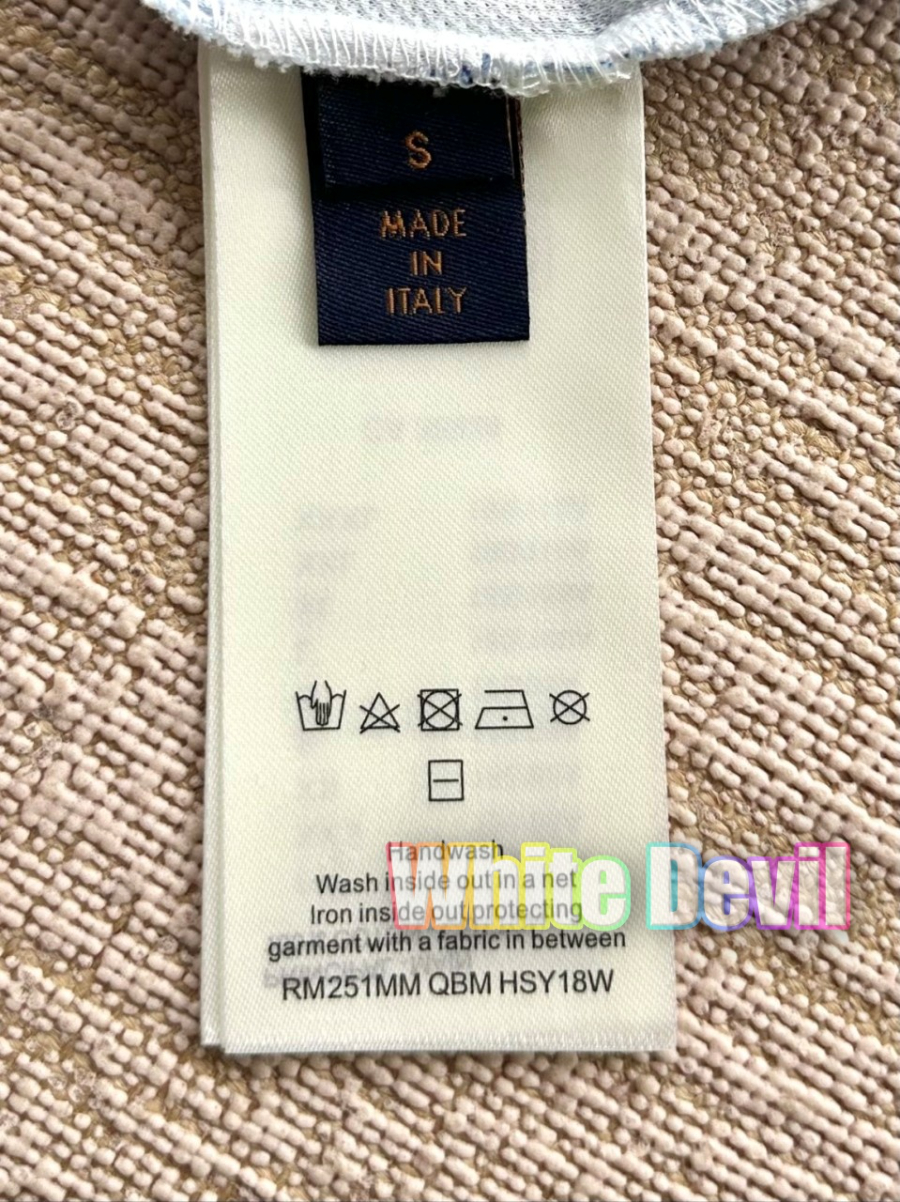 S
MADE
IN
ITALY
Handwash
Wash inside out in a net
Iron inside out protecting
garment with a fabric in between
RM251MM QBM HSY18W
White Devil